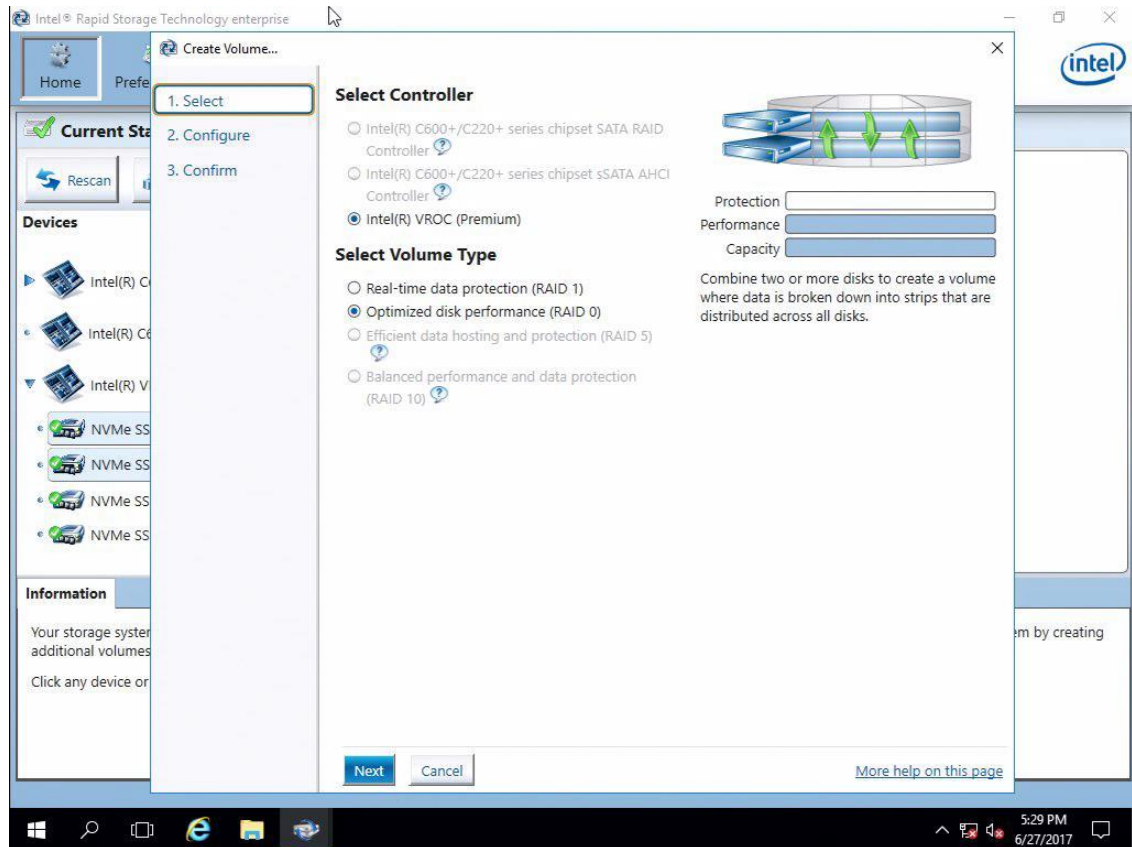 Intel® Rapid Storage Technology enterprise
Home
Prefe
intel
Current Sta
Rescan
Devices
Intel(R) C
Intel(R) C6
Intel(R) V
NVMe SS
NVMe SS
NVMe SS
NVMe SS
Information
Your storage syster
em by creating
additional volumes
Click any device or
Create Volume...
1. Select
2. Configure
3. Confirm
Select Controller
Intel(R) C600+/C220+ series chipset SATA RAID
Controller
Intel(R) C600+/C220+ series chipset sSATA AHCI
Controller
Intel(R) VROC (Premium)
Select Volume Type
Real-time data protection (RAID 1)
Optimized disk performance (RAID 0)
Efficient data hosting and protection (RAID 5)
Balanced performance and data protection
(RAID 10)
Protection
Performance
Capacity
Combine two or more disks to create a volume
where data is broken down into strips that are
distributed across all disks.
Next
Cancel
More help on this page
5:29 PM
6/27/2017